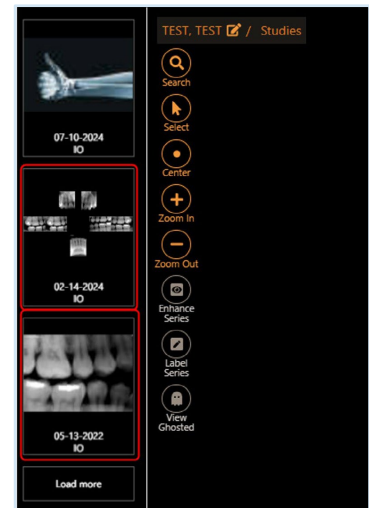 07-10-2024
IO
02-14-2024
IO
05-13-2022
IO
Load more
TEST, TEST / Studies
Search
Select
Center
Zoom In
Zoom Out
Enhance
Series
Label
Series
View
Ghosted